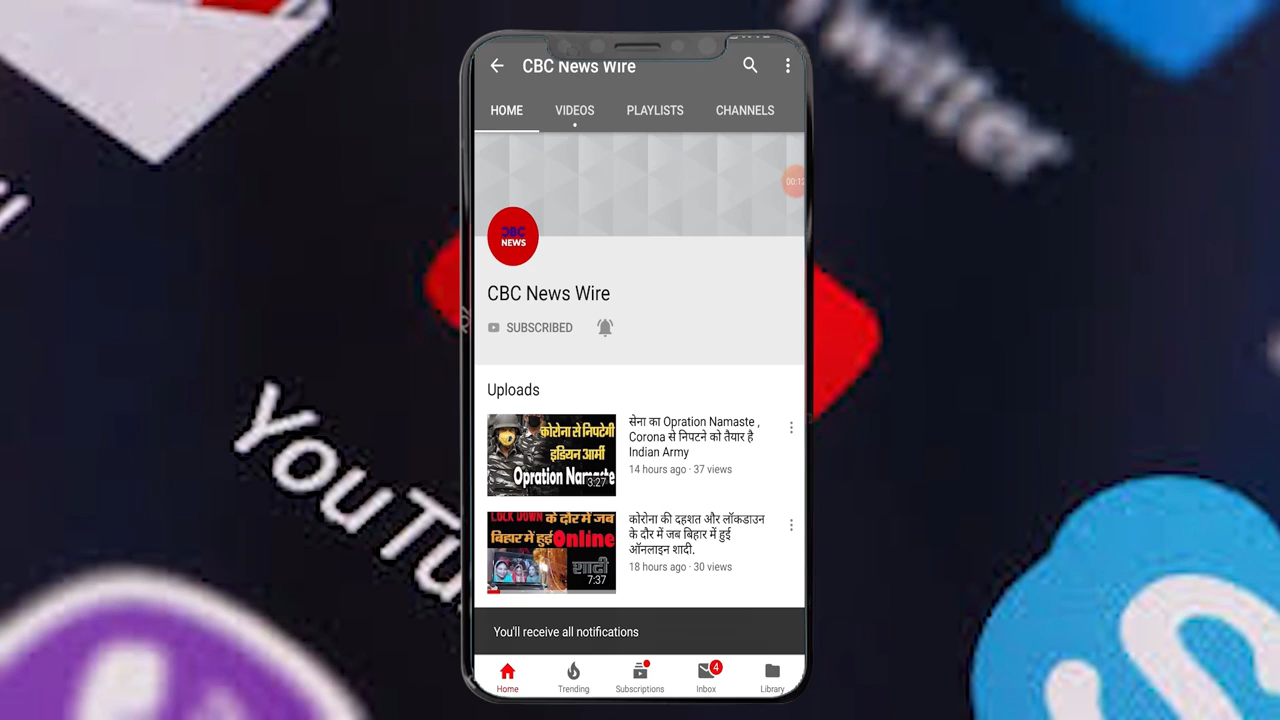 CBC News Wire
HOME
VIDEOS
PLAYLISTS
CHANNELS
CBC
NEWS
CBC News Wire
SUBSCRIBED
Uploads
कोरोना से निपटेगी
इंडियन आर्मी
Opration Namaste
3:27
सेना का Opration Namaste ,
Corona से निपटने को तैयार है
Indian Army
14 hours ago · 37 views
LOCK DOWN के दौर में जब
बिहार में हुई Online
शादी
7:37
कोरोना की दहशत और लॉकडाउन
के दौर में जब बिहार में हुई
ऑनलाइन शादी.
18 hours ago · 30 views
You'll receive all notifications
4
Home
Trending
Subscriptions
Inbox
Library
YouTu